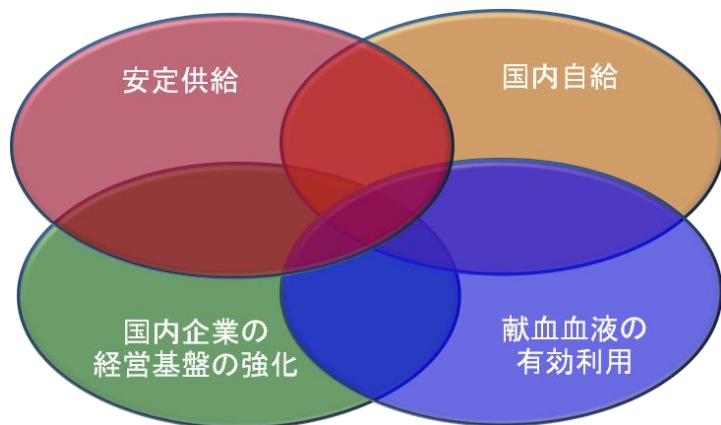 安定供給
国内自給
国内企業の
経営基盤の強化
献血血液の
有効利用